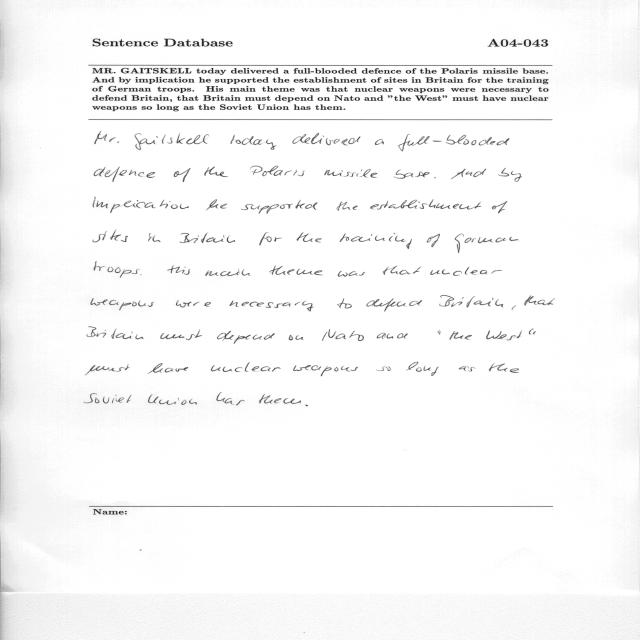 Sentence Database A04-043
MR. GAITSKELL today delivered a full-blooded defence of the Polaris missile base.
And by implication he supported the establishment of sites in Britain for the training
of German troops. His main theme was that nuclear weapons were necessary to
defend Britain, that Britain must depend on Nato and "the West" must have nuclear
weapons so long as the Soviet Union has them.
Mr. Gaitskell today delivered a full-blooded
defence of the Polaris missile base. And by
implication he supported the establishment of
sites in Britain for the training of German
troops. His main theme was that nuclear
weapons were necessary to defend Britain, that
Britain must depend on Nato and "the West"
must have nuclear weapons so long as the
Soviet Union has them.
Name: